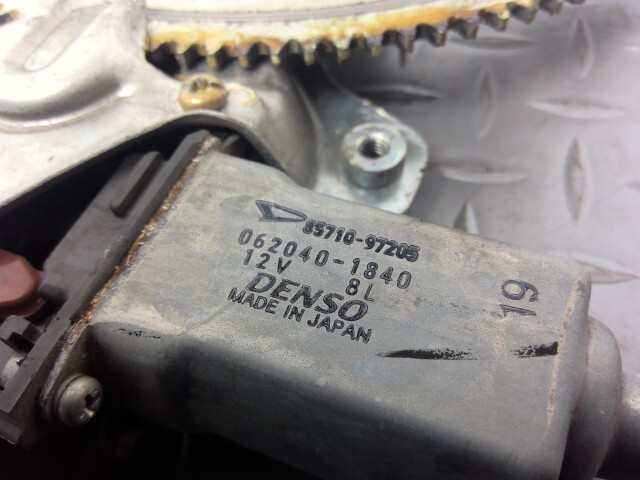 85710-97205
062040-1840
12V 8L
DENSO
MADE IN JAPAN
19